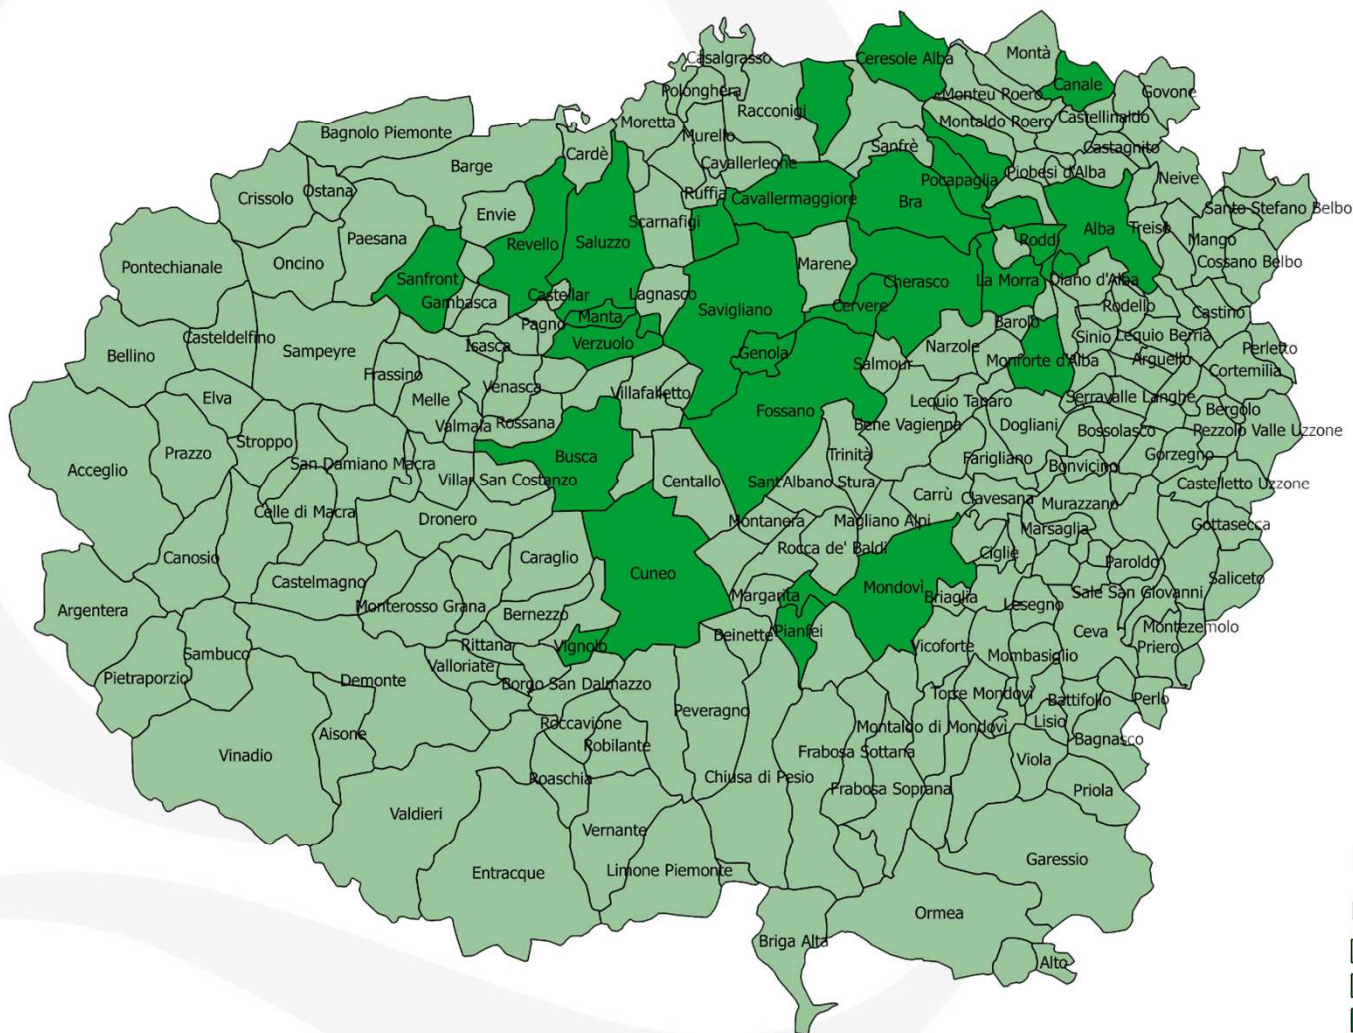 Casalgrasso
Ceresole Alba
Montà
Polonghera
Canale
Govone
Monteu Roero
Racconigi
Moretta
Montaldo Roero
Castellinaldo
Bagnolo Piemonte
Murello
Sanfrè
Castagnito
Cardè
Barge
Cavallerleone
Piobesi d'Alba
Neive
Pocapaglia
Ostana
Crissolo
Ruffia
Cavallermaggiore
Bra
Santo Stefano Belbo
Envie
Scarnafigi
Alba
Treiso
Paesana
Revello
Saluzzo
Roddi
Mango
Oncino
Marene
Cossano Belbo
Pontechianale
Sanfront
Cherasco
La Morra
Diano d'Alba
Gambasca
Castellar
Lagnasco
Savigliano
Cervere
Rodello
Castino
Manta
Pagno
Barolo
Casteldelfino
Verzuolo
Sinio
Lequio Berria
Isasca
Narzole
Perletto
Bellino
Sampeyre
Genola
Monforte d'Alba
Arguello
Salmour
Cortemilia
Frassino
Venasca
Villafalletto
Elva
Melle
Serravalle Langhe
Lequio Tanaro
Fossano
Bergolo
Rossana
Valmala
Bene Vagienna
Dogliani
Bossolasco
Rezzolo Valle Uzzone
Stroppo
Prazzo
Trinità
Gorzegno
Busca
Farigliano
San Damiano Macra
Bonvicino
Acceglio
Villar San Costanzo
Centallo
Sant'Albano Stura
Castelletto Uzzone
Carrù
Clavesana
Murazzano
Celle di Macra
Dronero
Montanera
Magliano Alpi
Gottasecca
Marsaglia
Rocca de' Baldi
Ciglie
Canosio
Caraglio
Paroldo
Cuneo
Saliceto
Castelmagno
Mondovì
Sale San Giovanni
Margarita
Briaglia
Monterosso Grana
Lesegno
Argentera
Bernezzo
Montezemolo
Beinette
Pianfei
Ceva
Rittana
Vignolo
Vicoforte
Priero
Sambuco
Mombasiglio
Valloriate
Pietraporzio
Demonte
Borgo San Dalmazzo
Torre Mondovì
Battifollo
Perlo
Peveragno
Roccavione
Lisio
Montaldo di Mondovì
Aisone
Bagnasco
Robilante
Frabosa Sottana
Vinadio
Viola
Roaschia
Chiusa di Pesio
Frabosa Soprana
Priola
Valdieri
Vernante
Garessio
Entracque
Limone Piemonte
Ormea
Briga Alta
Alto